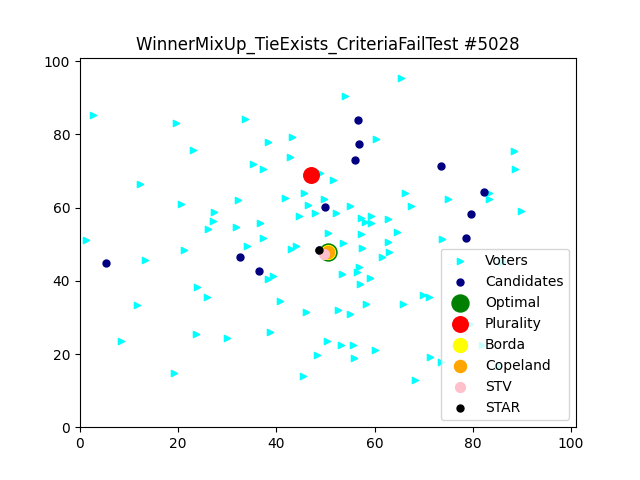 WinnerMixUp_TieExists_CriteriaFailTest #5028
100
80
60
40
20
0
0
20
40
60
80
100
Voters
Candidates
Optimal
Plurality
Borda
Copeland
STV
STAR